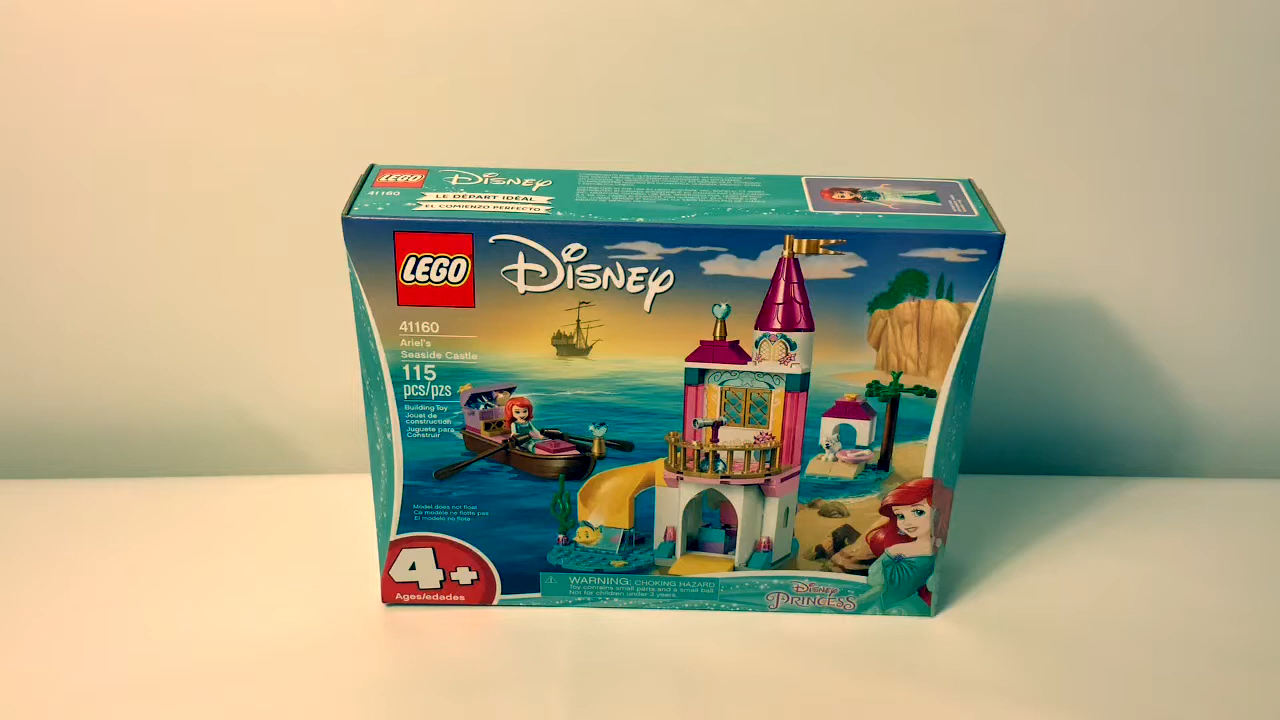 LEGO
Disney
41160
LE DÉPART IDÉAL
EL COMIENZO PERFECTO
LEGO
Disney
41160
Ariel's
Seaside Castle
115
pcs/pzs
Building Toy
Jouet de
construction
Juguete para
Construir
Model does not float
Ce modèle ne flotte pas
El modelo no flota
4+
Ages/edades
WARNING: CHOKING HAZARD
Toy contains small parts and a small ball.
Not for children under 3 years.
Disney
PRINCESS